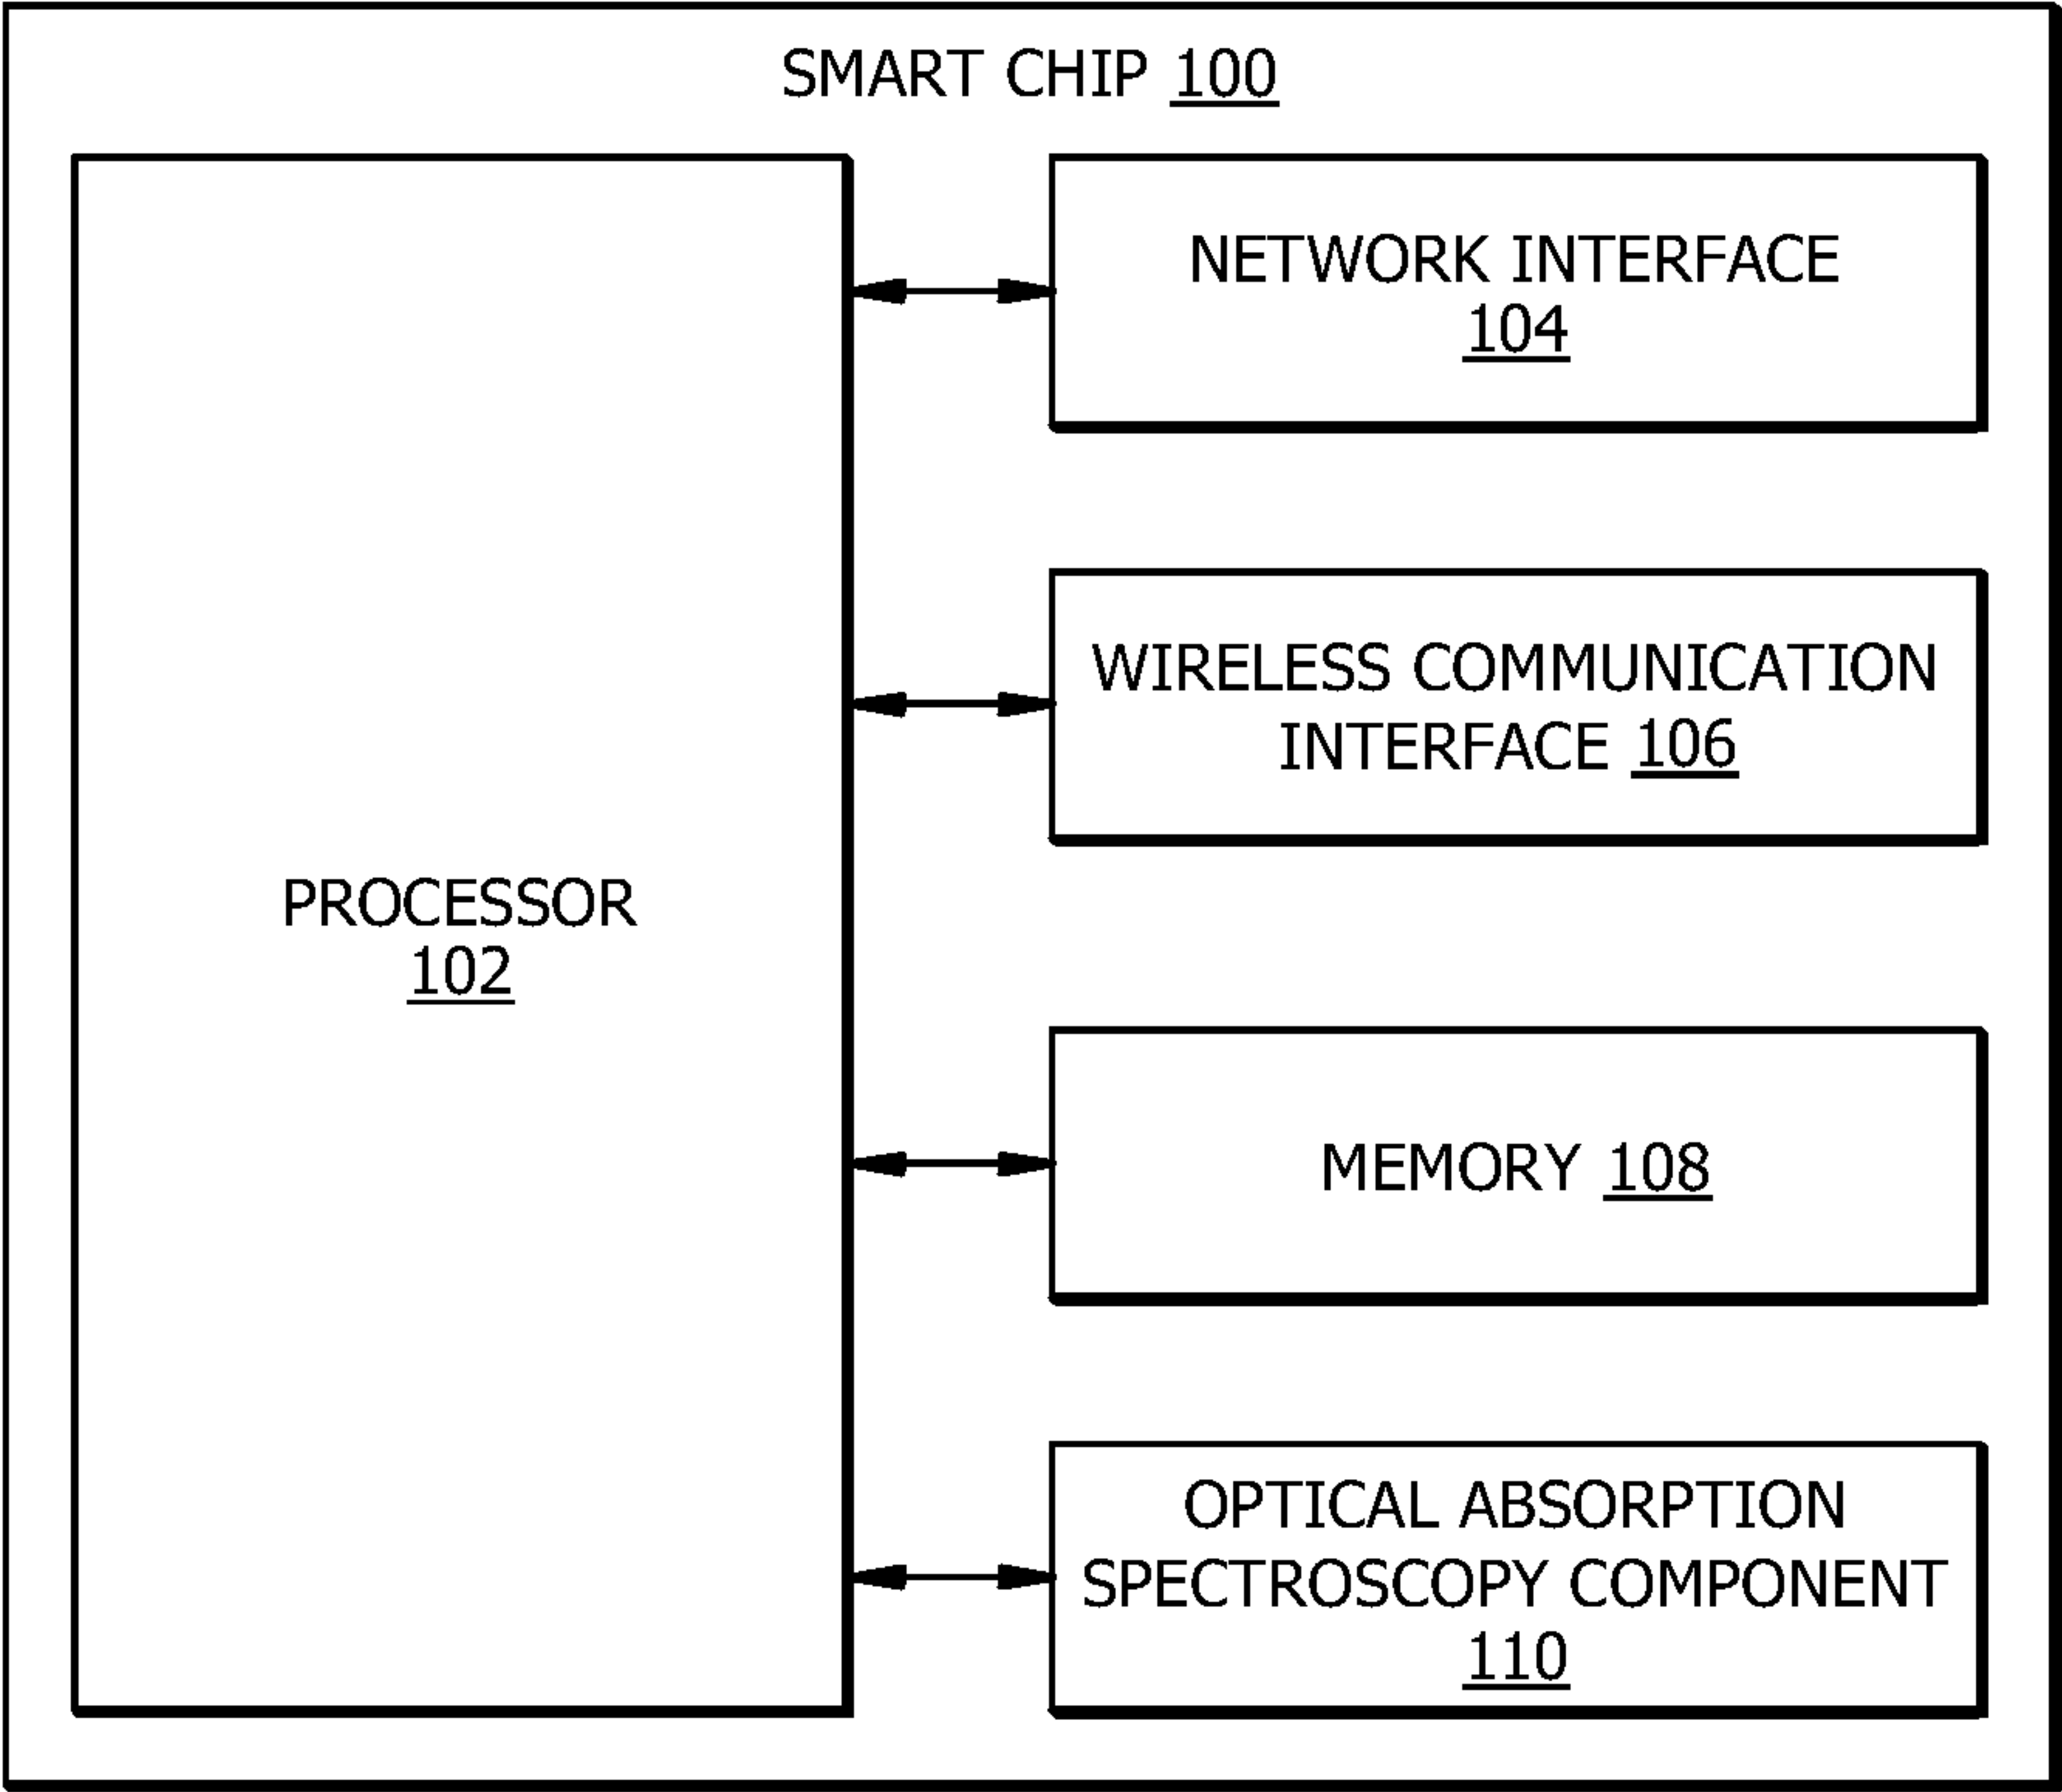 SMART CHIP 100
NETWORK INTERFACE
104
WIRELESS COMMUNICATION
INTERFACE 106
PROCESSOR
102
MEMORY 108
OPTICAL ABSORPTION
SPECTROSCOPY COMPONENT
110